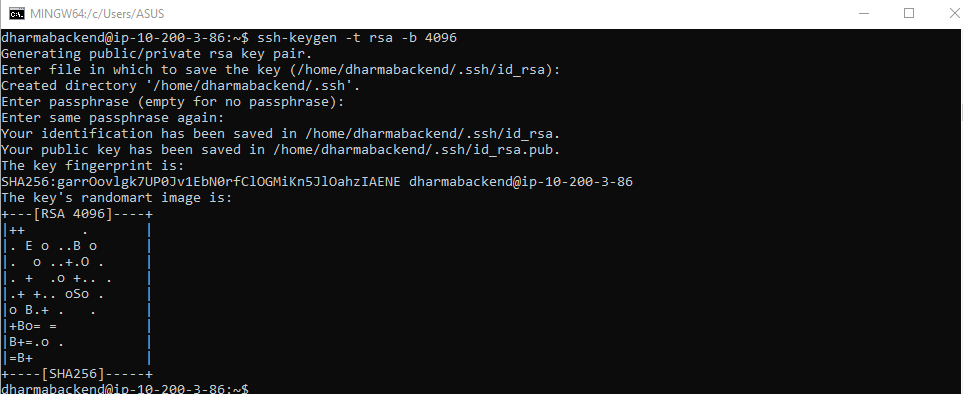 MINGW64:/c/Users/ASUS
dharmabackend@ip-10-200-3-86:~$ ssh-keygen -t rsa -b 4096
Generating public/private rsa key pair.
Enter file in which to save the key (/home/dharmabackend/.ssh/id_rsa):
Created directory '/home/dharmabackend/.ssh'.
Enter passphrase (empty for no passphrase):
Enter same passphrase again:
Your identification has been saved in /home/dharmabackend/.ssh/id_rsa.
Your public key has been saved in /home/dharmabackend/.ssh/id_rsa.pub.
The key fingerprint is:
SHA256:garrOovlgk7UP0Jv1EbN0rfClOGMiKn5JlOahzIAENE dharmabackend@ip-10-200-3-86
The key's randomart image is:
+---[RSA 4096]----+
|++       .       |
|. E o ..B o      |
|.  o ..+.O .     |
|. +  .o +.. .    |
|.+ +.. oSo .     |
|o B.+ .   .      |
|+Bo= =           |
|B+=.o .          |
|=B+              |
+----[SHA256]-----+
dharmabackend@ip-10-200-3-86:~$